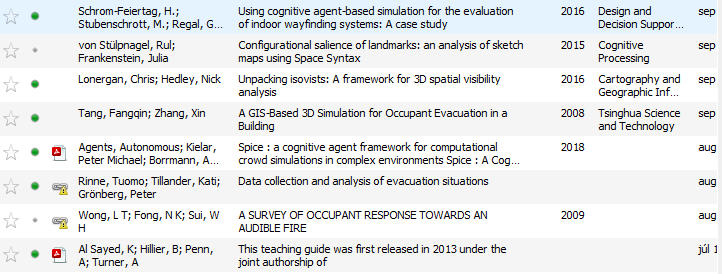 Schrom-Feiertag, H.; Stubenschrott, M.; Regal, G...
Using cognitive agent-based simulation for the evaluation of indoor wayfinding systems: A case study
2016
Design and Decision Suppor...
sep
von Stülpnagel, Rul; Frankenstein, Julia
Configurational salience of landmarks: an analysis of sketch maps using Space Syntax
2015
Cognitive Processing
sep
Lonergan, Chris; Hedley, Nick
Unpacking isovists: A framework for 3D spatial visibility analysis
2016
Cartography and Geographic Inf...
sep
Tang, Fangqin; Zhang, Xin
A GIS-Based 3D Simulation for Occupant Evacuation in a Building
2008
Tsinghua Science and Technology
sep
Agents, Autonomous; Kielar, Peter Michael; Borrmann, A...
Spice : a cognitive agent framework for computational crowd simulations in complex environments Spice : A Cog...
2018
aug
Rinne, Tuomo; Tillander, Kati; Grönberg, Peter
Data collection and analysis of evacuation situations
aug
Wong, L T; Fong, N K; Sui, W H
A SURVEY OF OCCUPANT RESPONSE TOWARDS AN AUDIBLE FIRE
2009
aug
Al Sayed, K; Hillier, B; Penn, A; Turner, A
This teaching guide was first released in 2013 under the joint authorship of
júl 1